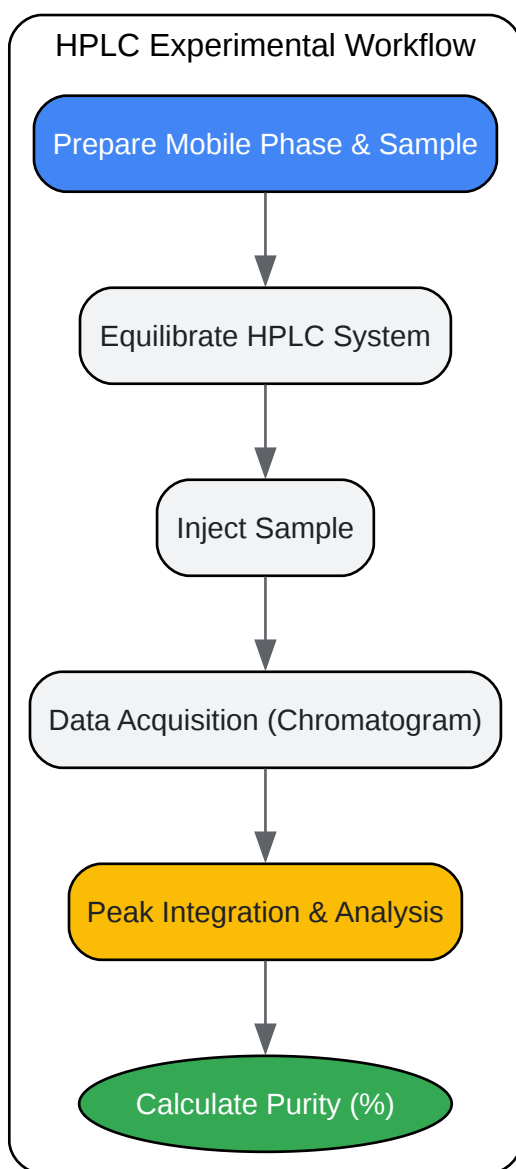 HPLC Experimental Workflow
Prepare Mobile Phase & Sample
Equilibrate HPLC System
Inject Sample
Data Acquisition (Chromatogram)
Peak Integration & Analysis
Calculate Purity (%)